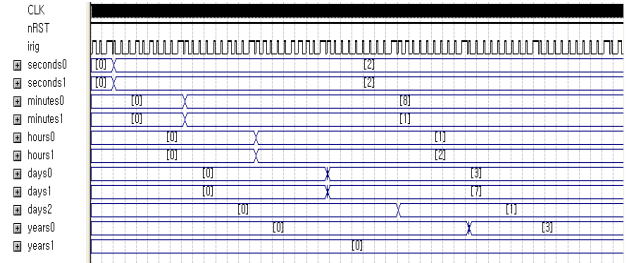 CLK
nRST
irig
seconds0 [0] [2]
seconds1 [0] [2]
minutes0 [0] [8]
minutes1 [0] [1]
hours0 [0] [1]
hours1 [0] [2]
days0 [0] [3]
days1 [0] [7]
days2 [0] [1]
years0 [0] [3]
years1 [0]